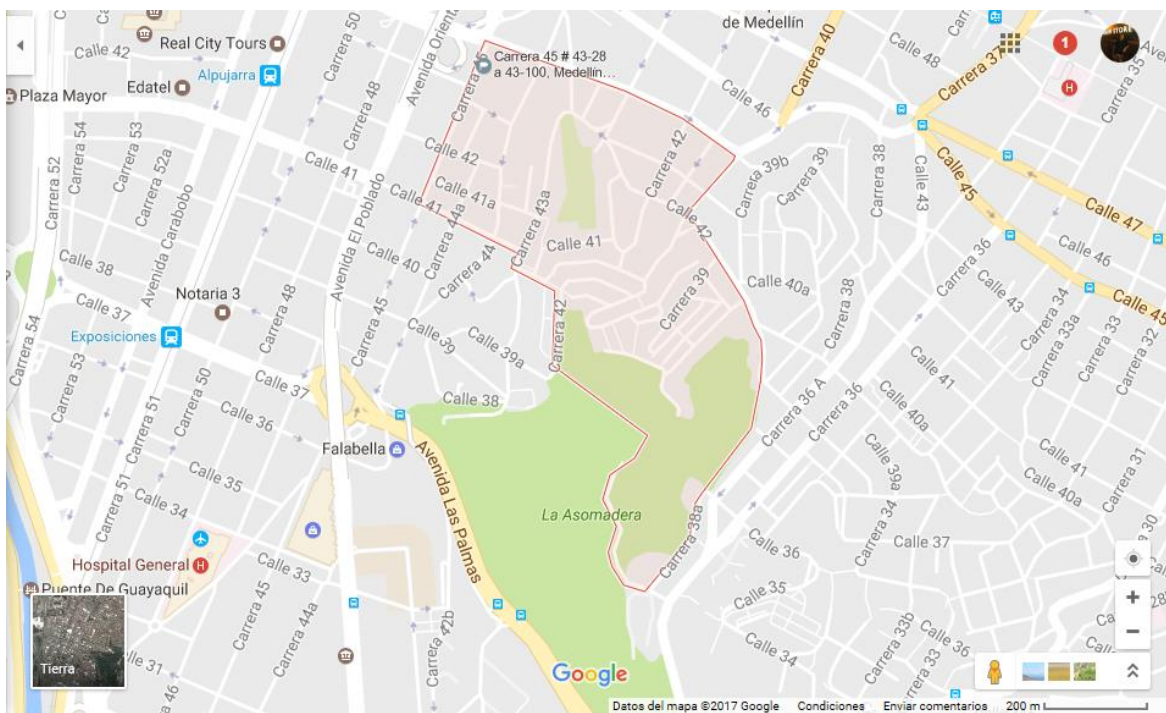 Calle 42
Real City Tours
Alpujarra
Edatel
Plaza Mayor
Avenida Oriental
Carrera 45 # 43-28
a 43-100, Medellín…
de Medellín
Carrera 40
Calle 48
Carrera 37
1
H
Carrera 35
Carrera 54
Carrera 53
Carrera 52
Carrera 52a
Avenida Carabobo
Carrera 48
Calle 46
Calle 42
Calle 41
Calle 41a
Calle 41
Carrera 44a
Carrera 43a
Carrera 42
Calle 39b
Carrera 39
Carrera 38
Calle 43
Calle 45
Calle 47
Calle 46
Calle 45
Avenida El Poblado
Calle 40
Carrera 44
Calle 41
Calle 42
Calle 40a
Carrera 39
Carrera 38
Carrera 36
Calle 43
Carrera 34
Carrera 33a
Carrera 33
Carrera 32
Calle 38
Calle 37
Notaria 3
Carrera 48
Exposiciones
Carrera 54
Carrera 53
Carrera 45
Calle 39
Calle 39a
Carrera 42
Carrera 36 A
Carrera 36
Calle 41
Calle 40a
Calle 37
Calle 38
Carrera 50
Carrera 51
Calle 36
Falabella
Avenida Las Palmas
Calle 35
Calle 34
Carrera 51
Calle 39a
Carrera 34
Calle 41
Calle 40a
Carrera 31
La Asomadera
Carrera 38a
Calle 36
Calle 37
Hospital General
H
Calle 33
Puente De Guayaquil
Carrera 45
Carrera 44a
Carrera 42b
Calle 35
Calle 34
Carrera 33b
Carrera 33
Carrera 36
Carrera 30
Tierra
Calle 31
Carrera 46
Google
Datos del mapa ©2017 Google
Condiciones
Enviar comentarios
200 m